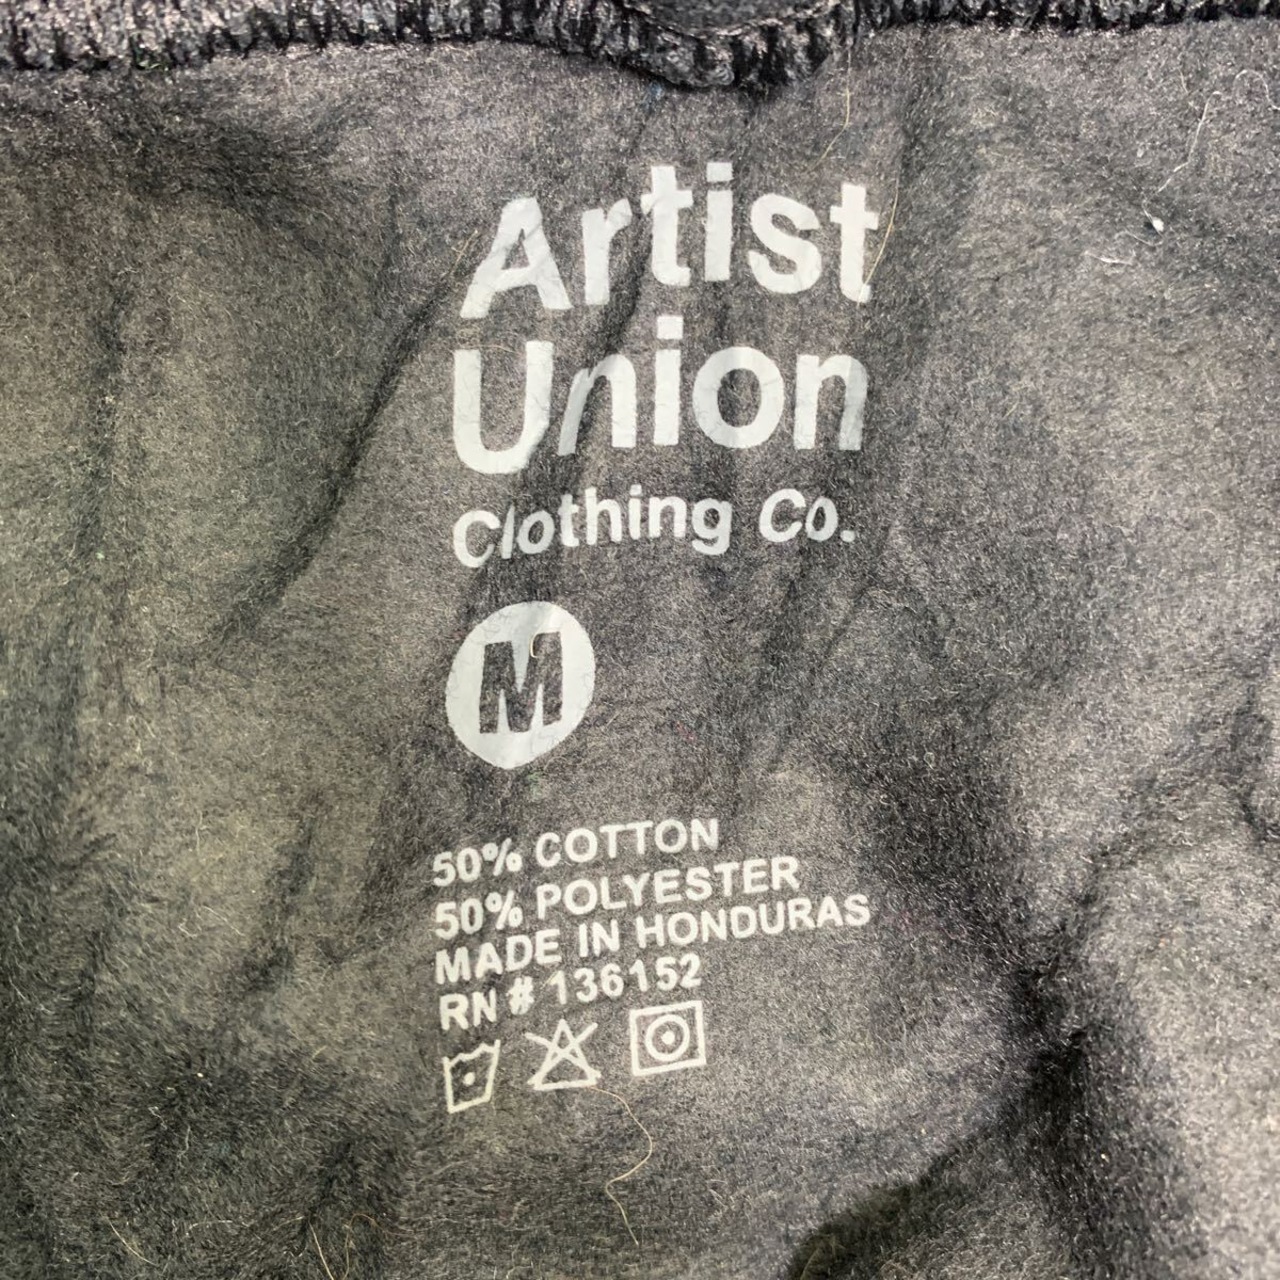 Artist
Union
Clothing Co.
M
50% COTTON
50% POLYESTER
MADE IN HONDURAS
RN # 136152